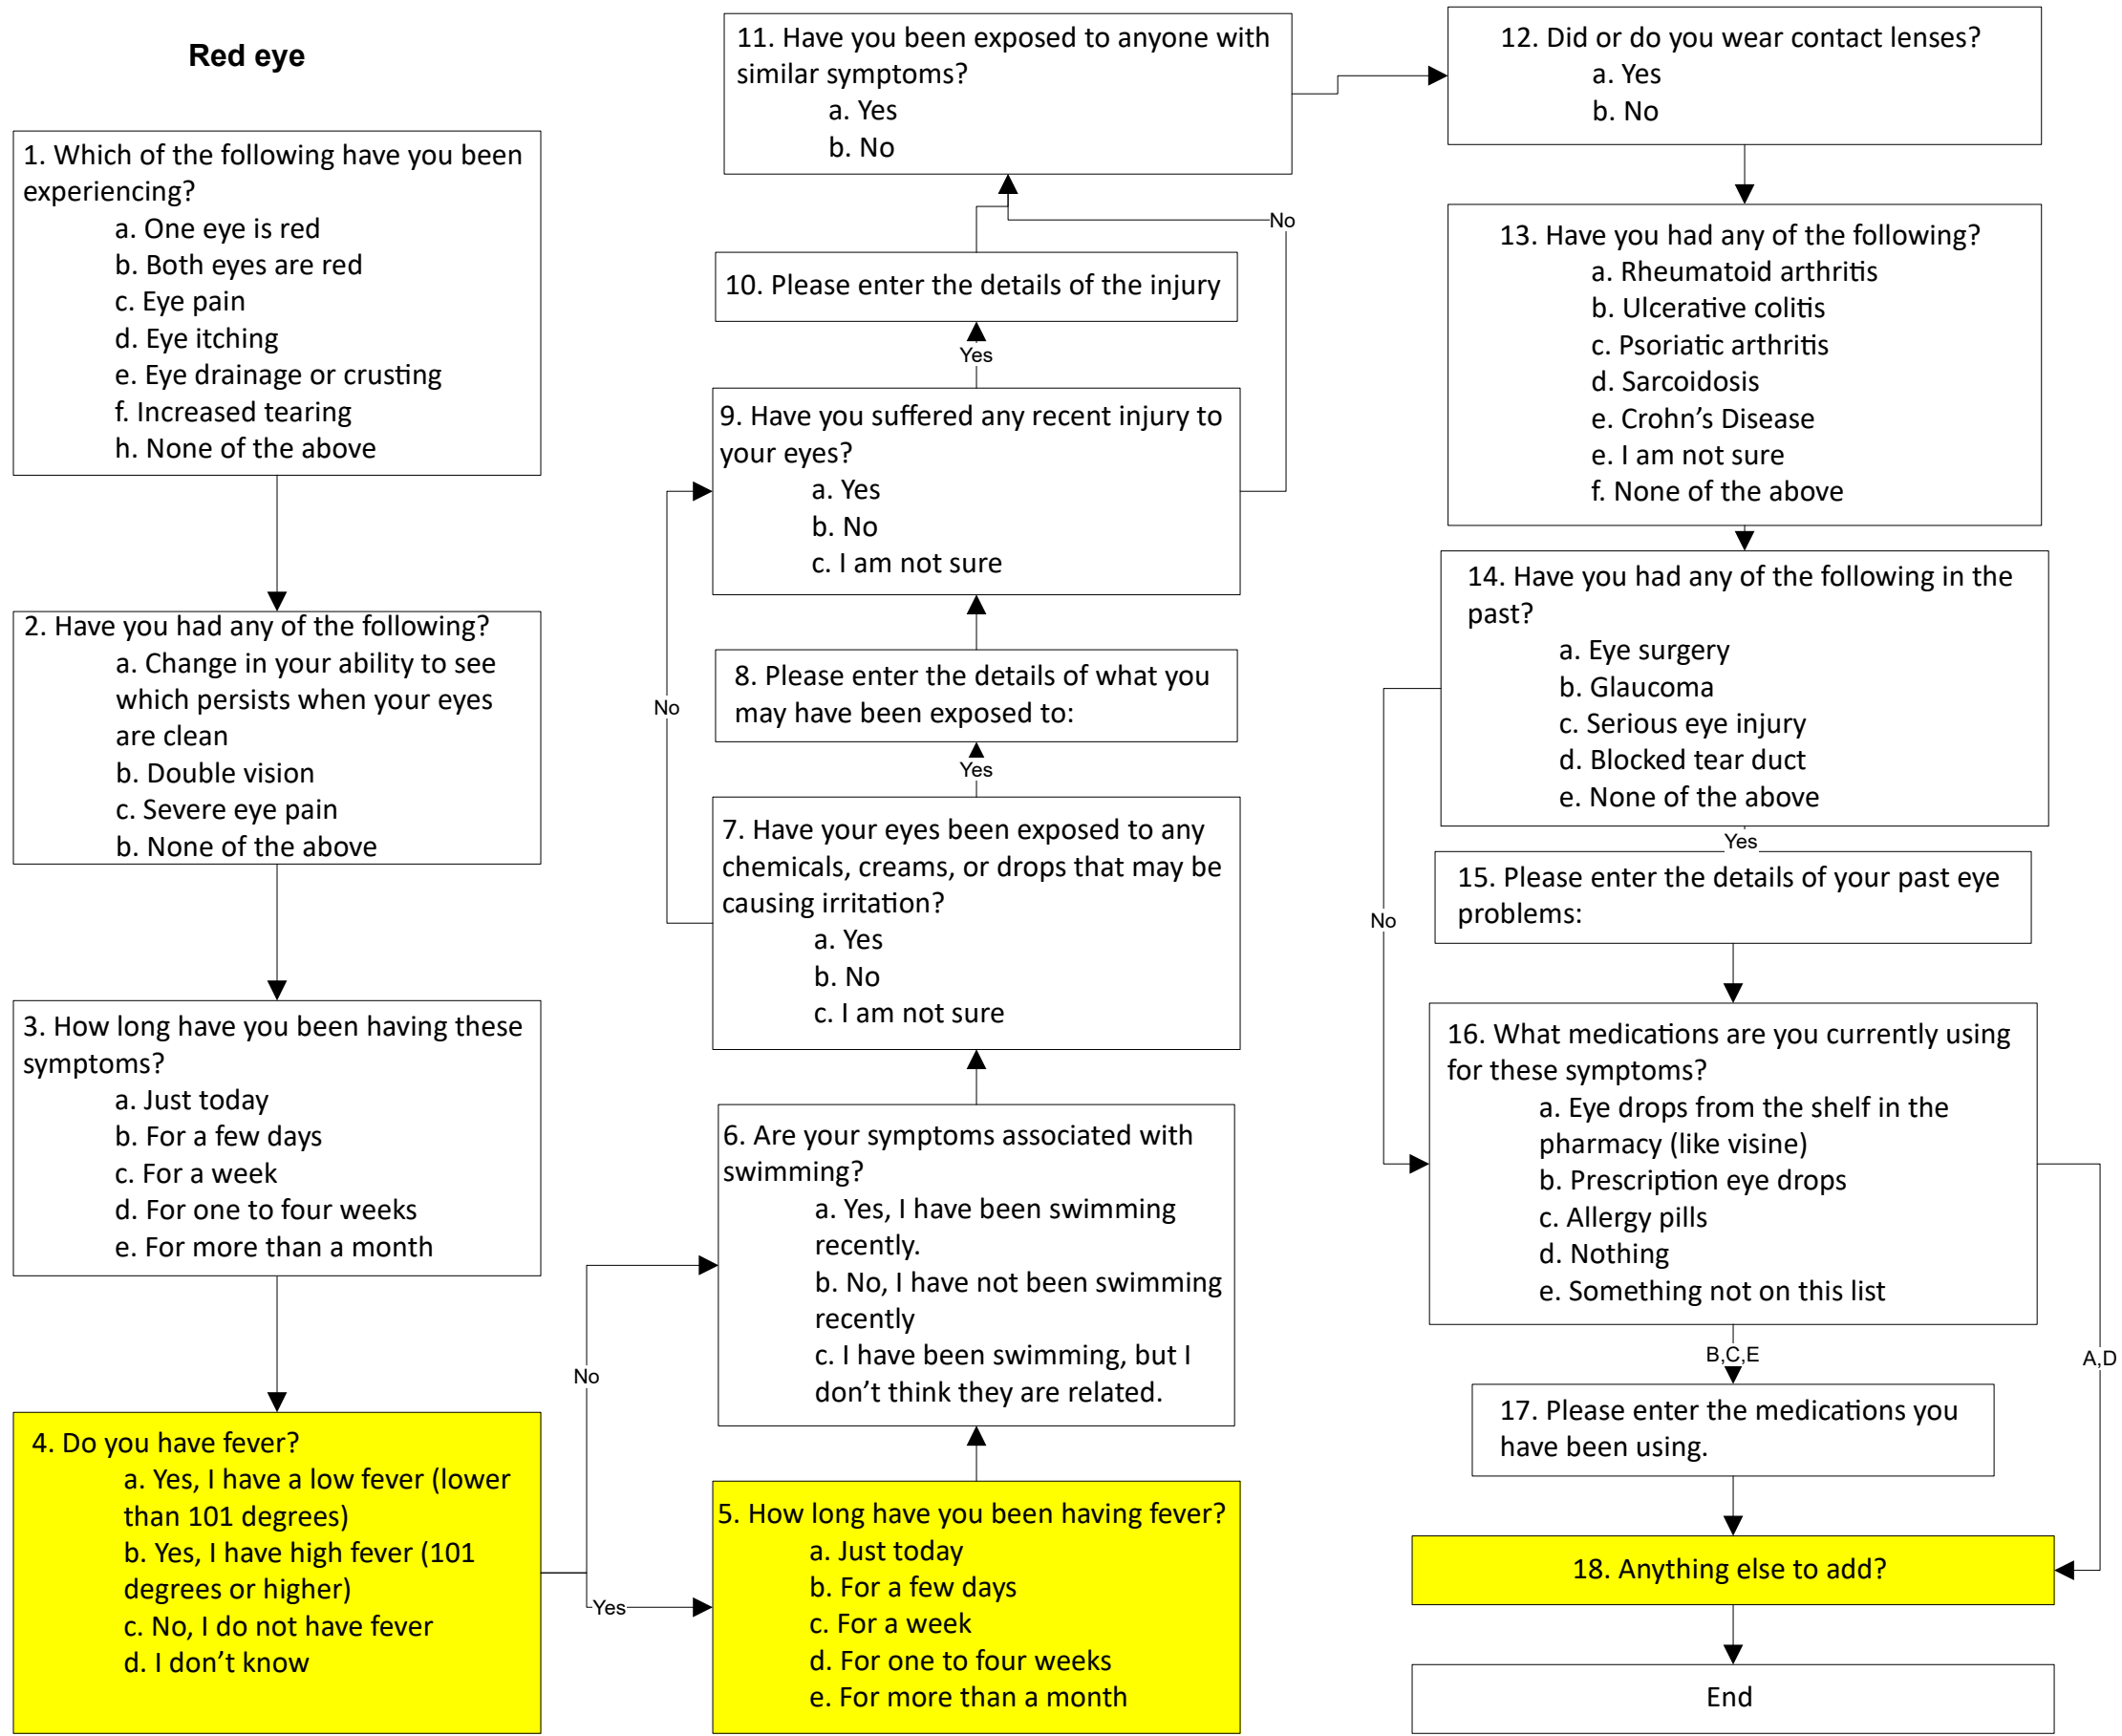 Red eye
1. Which of the following have you been
experiencing?
a. One eye is red
b. Both eyes are red
c. Eye pain
d. Eye itching
e. Eye drainage or crusting
f. Increased tearing
h. None of the above
2. Have you had any of the following?
a. Change in your ability to see
which persists when your eyes
are clean
b. Double vision
c. Severe eye pain
b. None of the above
3. How long have you been having these
symptoms?
a. Just today
b. For a few days
c. For a week
d. For one to four weeks
e. For more than a month
4. Do you have fever?
a. Yes, I have a low fever (lower
than 101 degrees)
b. Yes, I have high fever (101
degrees or higher)
c. No, I do not have fever
d. I don't know
No
Yes
5. How long have you been having fever?
a. Just today
b. For a few days
c. For a week
d. For one to four weeks
e. For more than a month
6. Are your symptoms associated with
swimming?
a. Yes, I have been swimming
recently.
b. No, I have not been swimming
recently
c. I have been swimming, but I
don't think they are related.
7. Have your eyes been exposed to any
chemicals, creams, or drops that may be
causing irritation?
a. Yes
b. No
c. I am not sure
No
Yes
8. Please enter the details of what you
may have been exposed to:
9. Have you suffered any recent injury to
your eyes?
a. Yes
b. No
c. I am not sure
Yes
No
10. Please enter the details of the injury
11. Have you been exposed to anyone with
similar symptoms?
a. Yes
b. No
12. Did or do you wear contact lenses?
a. Yes
b. No
13. Have you had any of the following?
a. Rheumatoid arthritis
b. Ulcerative colitis
c. Psoriatic arthritis
d. Sarcoidosis
e. Crohn's Disease
e. I am not sure
f. None of the above
14. Have you had any of the following in the
past?
a. Eye surgery
b. Glaucoma
c. Serious eye injury
d. Blocked tear duct
e. None of the above
Yes
No
15. Please enter the details of your past eye
problems:
16. What medications are you currently using
for these symptoms?
a. Eye drops from the shelf in the
pharmacy (like visine)
b. Prescription eye drops
c. Allergy pills
d. Nothing
e. Something not on this list
B,C,E
A,D
17. Please enter the medications you
have been using.
18. Anything else to add?
End